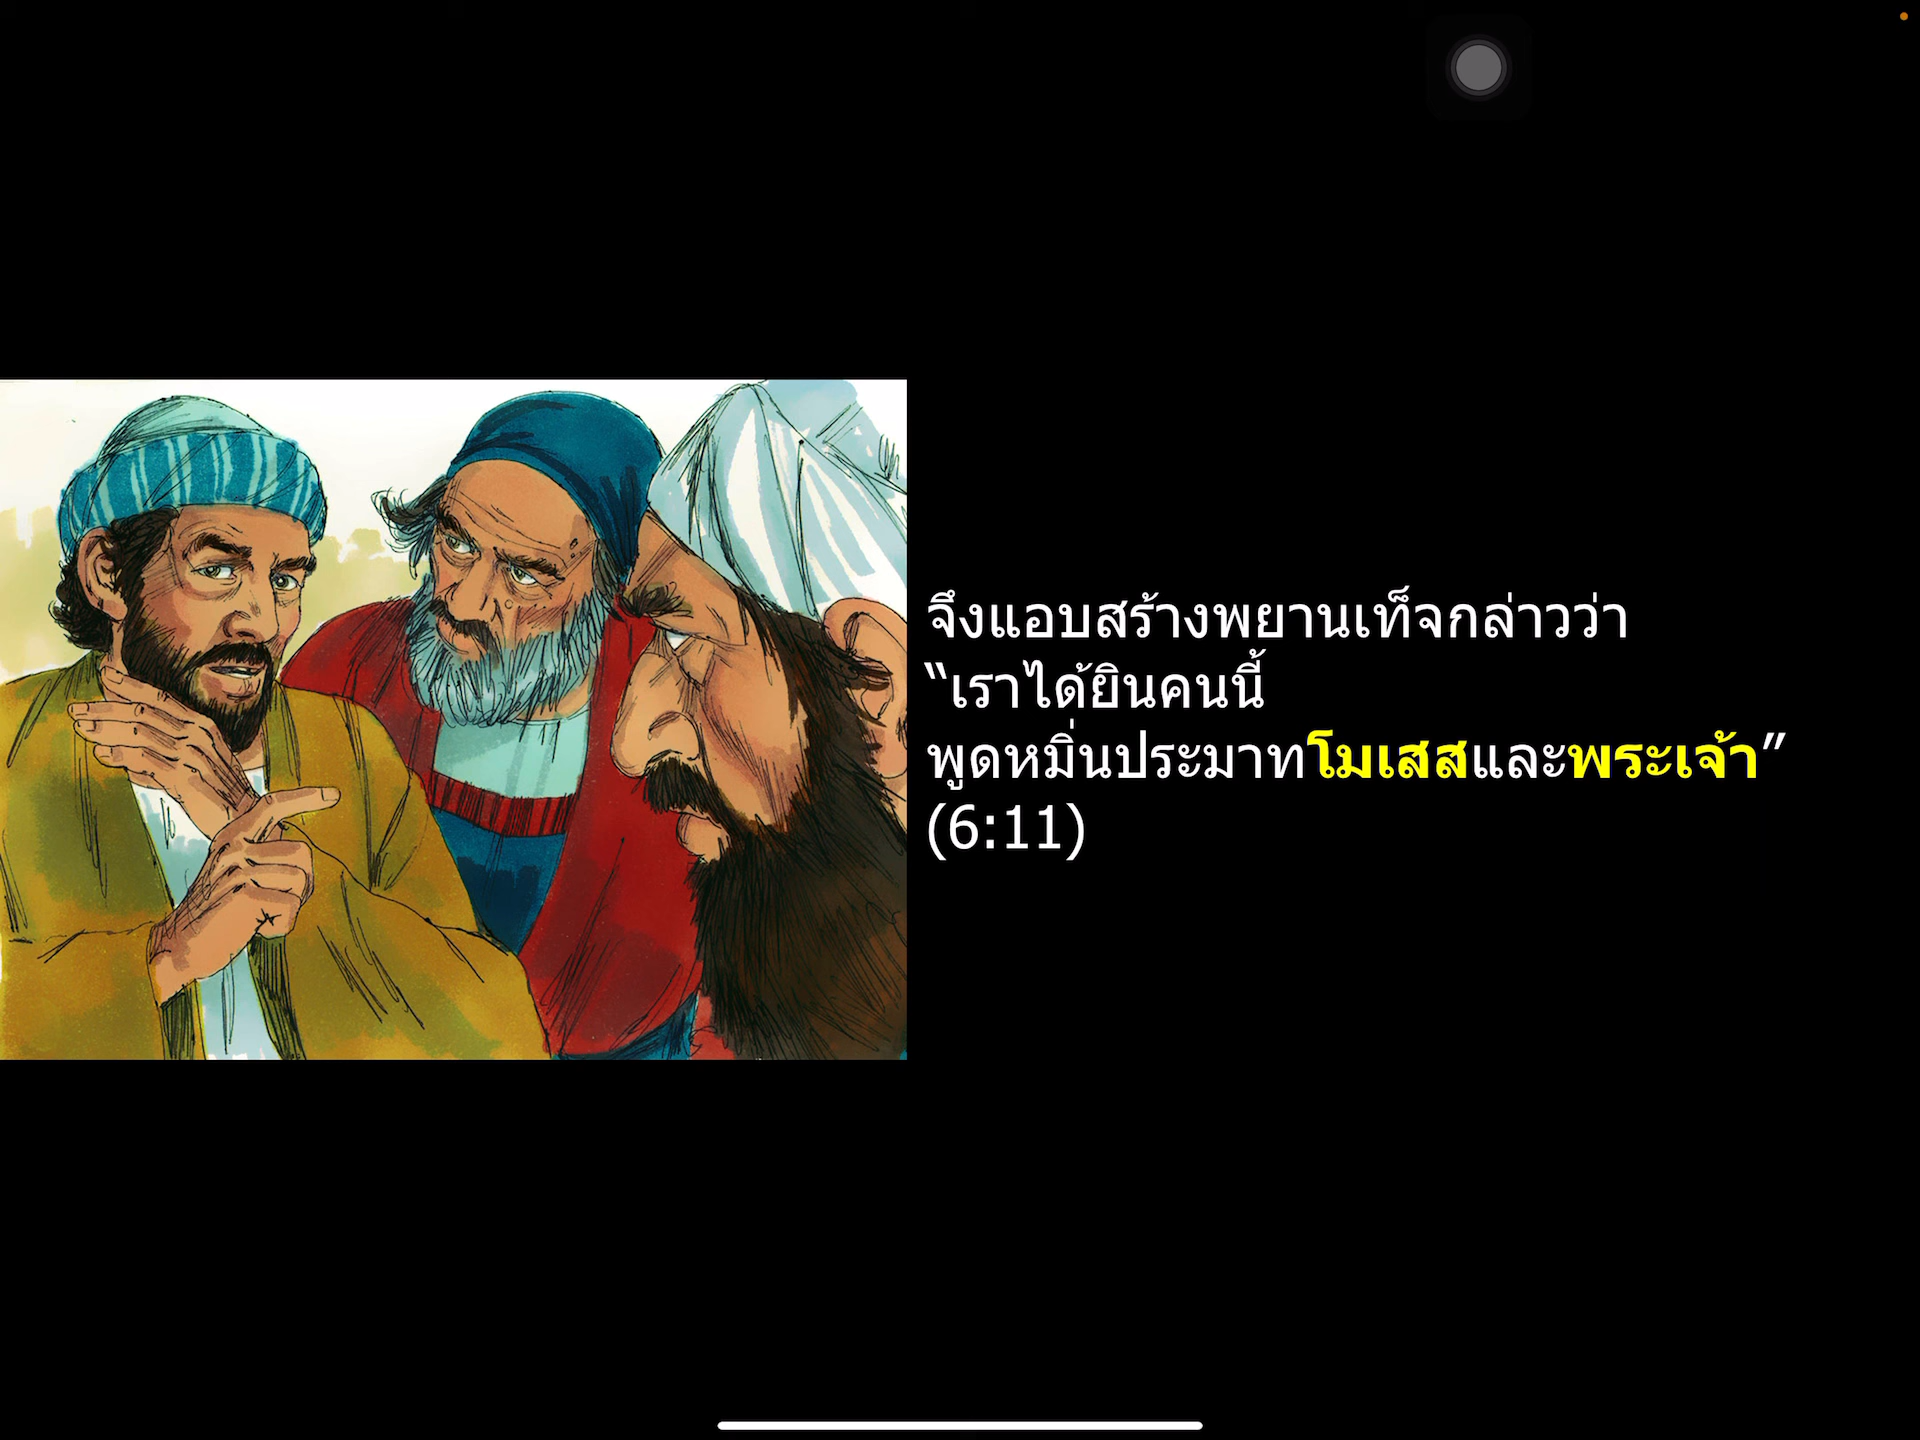 จึงแอบสร้างพยานเท็จกล่าวว่า
“เราได้ยินคนนี้
พูดหมิ่นประมาทโมเสสและพระเจ้า”
(6:11)